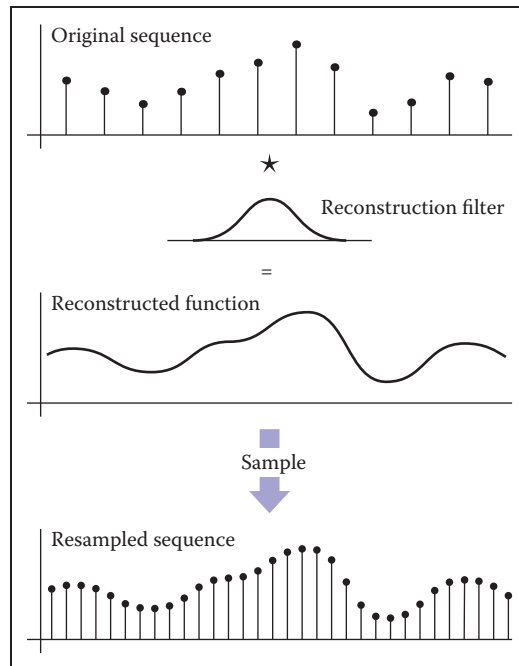 Original sequence
★
Reconstruction filter
=
Reconstructed function
Sample
Resampled sequence